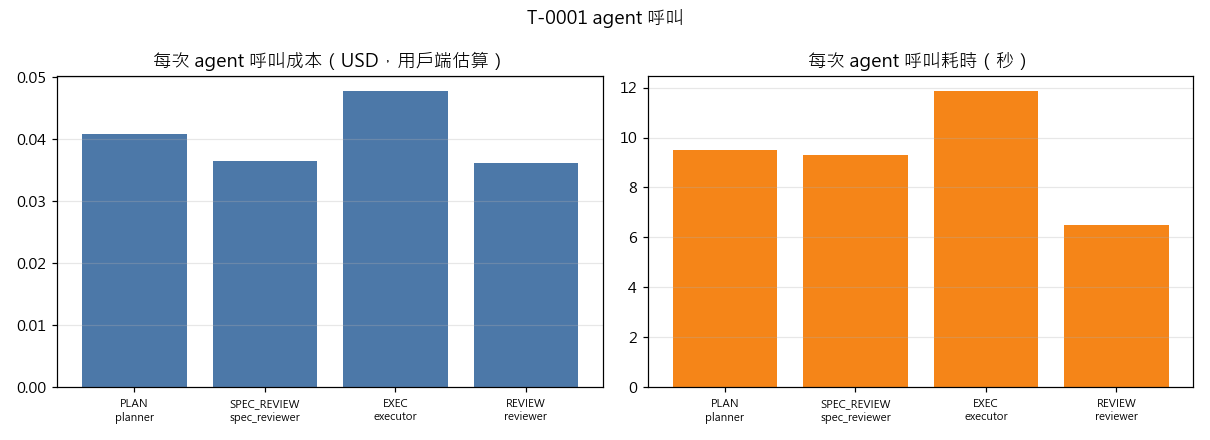 T-0001 agent 呼叫
每次 agent 呼叫成本（USD，用戶端估算）
0.05
0.04
0.03
0.02
0.01
0.00
PLAN
planner
SPEC_REVIEW
spec_reviewer
EXEC
executor
REVIEW
reviewer
每次 agent 呼叫耗時（秒）
12
10
8
6
4
2
0
PLAN
planner
SPEC_REVIEW
spec_reviewer
EXEC
executor
REVIEW
reviewer